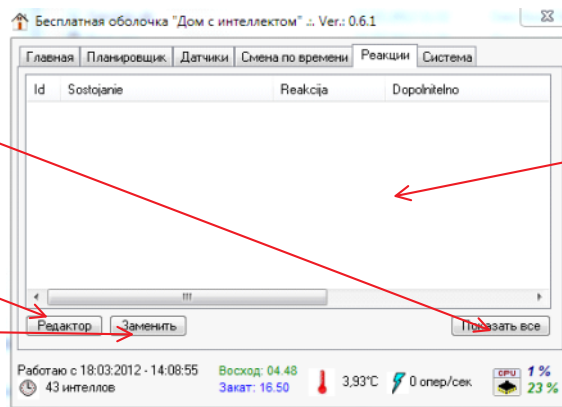 Бесплатная оболочка "Дом с интеллектом" .:. Ver.: 0.6.1
Главная Планировщик Датчики Смена по времени Реакции Система
Id Sostojanie Reakcija Dopolnitelno
Редактор Заменить Показать все
Работаю с 18:03:2012 - 14:08:55 Восход: 04.48 3,93°C 0 опер/сек CPU 1 %
43 интеллов Закат: 16.50 23 %